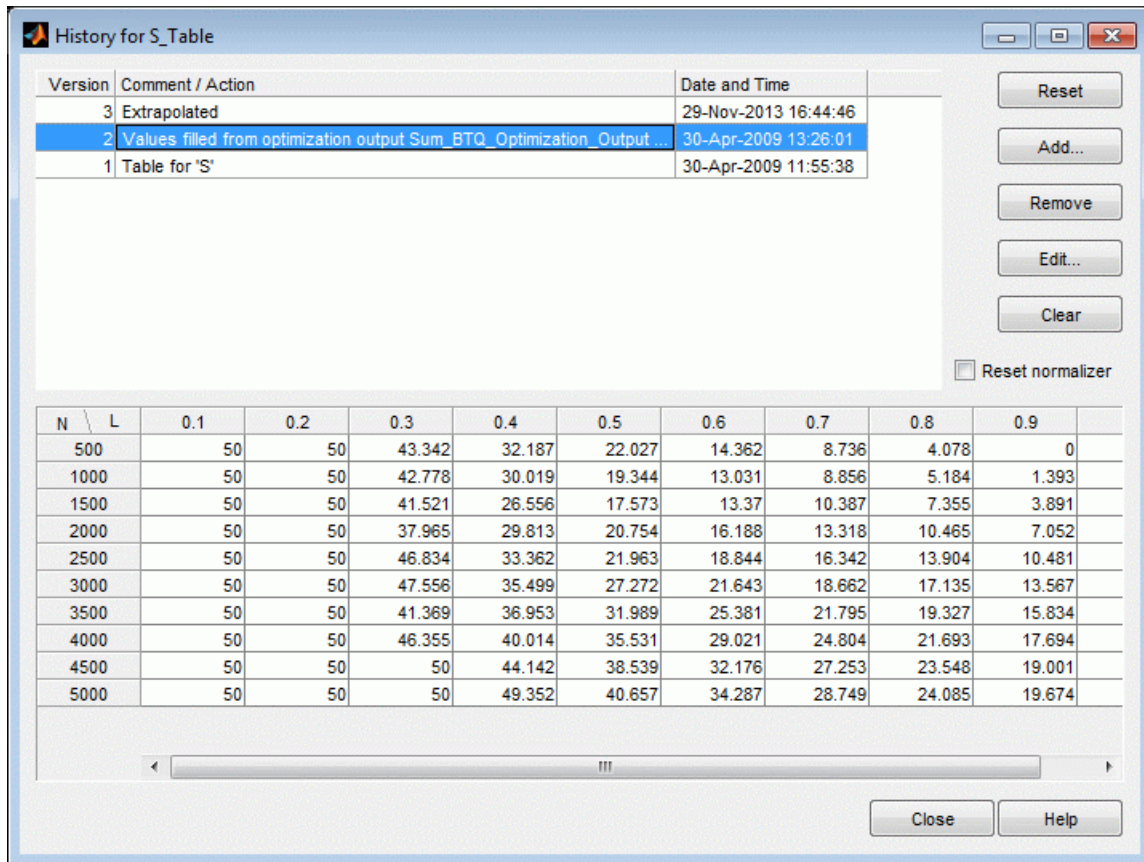 History for S_Table
Version Comment / Action Date and Time
3 Extrapolated 29-Nov-2013 16:44:46
2 Values filled from optimization output Sum_BTQ_Optimization_Output ... 30-Apr-2009 13:26:01
1 Table for 'S' 30-Apr-2009 11:55:38
Reset
Add...
Remove
Edit...
Clear
Reset normalizer
N \ L 0.1 0.2 0.3 0.4 0.5 0.6 0.7 0.8 0.9
500 50 50 43.342 32.187 22.027 14.362 8.736 4.078 0
1000 50 50 42.778 30.019 19.344 13.031 8.856 5.184 1.393
1500 50 50 41.521 26.556 17.573 13.37 10.387 7.355 3.891
2000 50 50 37.965 29.813 20.754 16.188 13.318 10.465 7.052
2500 50 50 46.834 33.362 21.963 18.844 16.342 13.904 10.481
3000 50 50 47.556 35.499 27.272 21.643 18.662 17.135 13.567
3500 50 50 41.369 36.953 31.989 25.381 21.795 19.327 15.834
4000 50 50 46.355 40.014 35.531 29.021 24.804 21.693 17.694
4500 50 50 50 44.142 38.539 32.176 27.253 23.548 19.001
5000 50 50 50 49.352 40.657 34.287 28.749 24.085 19.674
Close Help